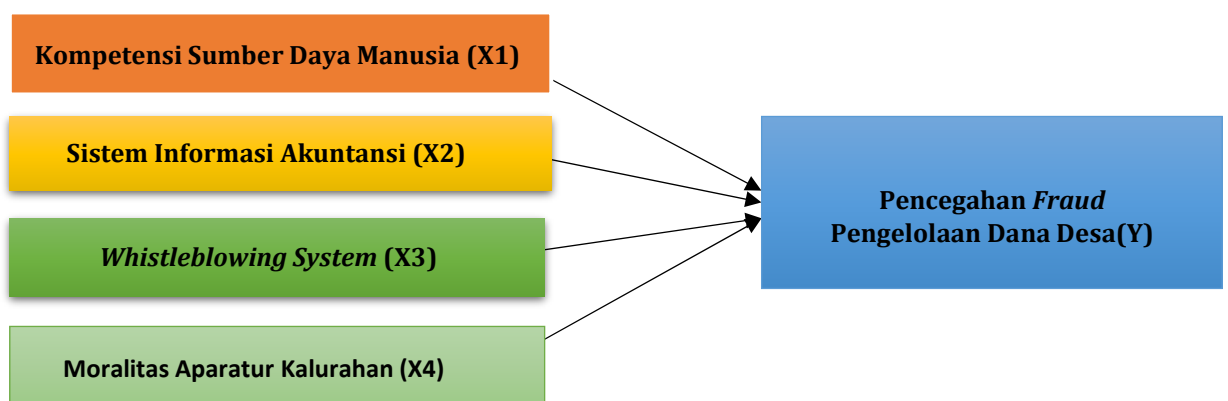 Kompetensi Sumber Daya Manusia (X1)
Sistem Informasi Akuntansi (X2)
Whistleblowing System (X3)
Moralitas Aparatur Kalurahan (X4)
Pencegahan Fraud
Pengelolaan Dana Desa(Y)